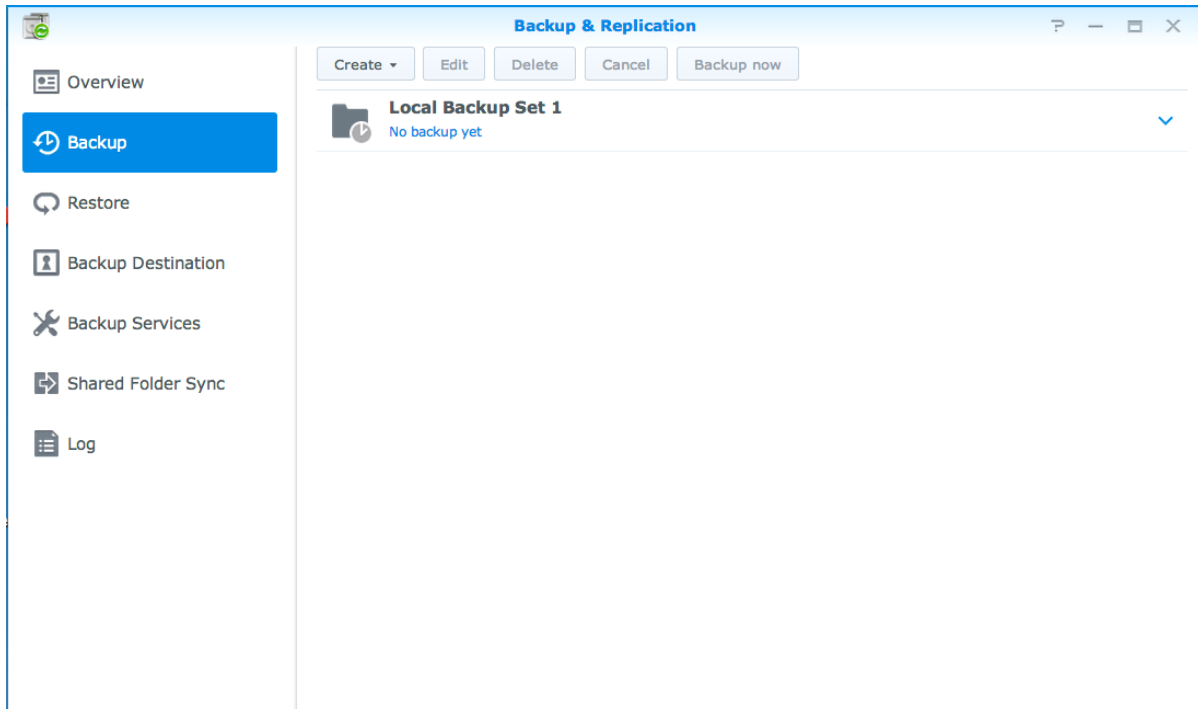 Backup & Replication
Overview
Backup
Restore
Backup Destination
Backup Services
Shared Folder Sync
Log
Create Edit Delete Cancel Backup now
Local Backup Set 1
No backup yet